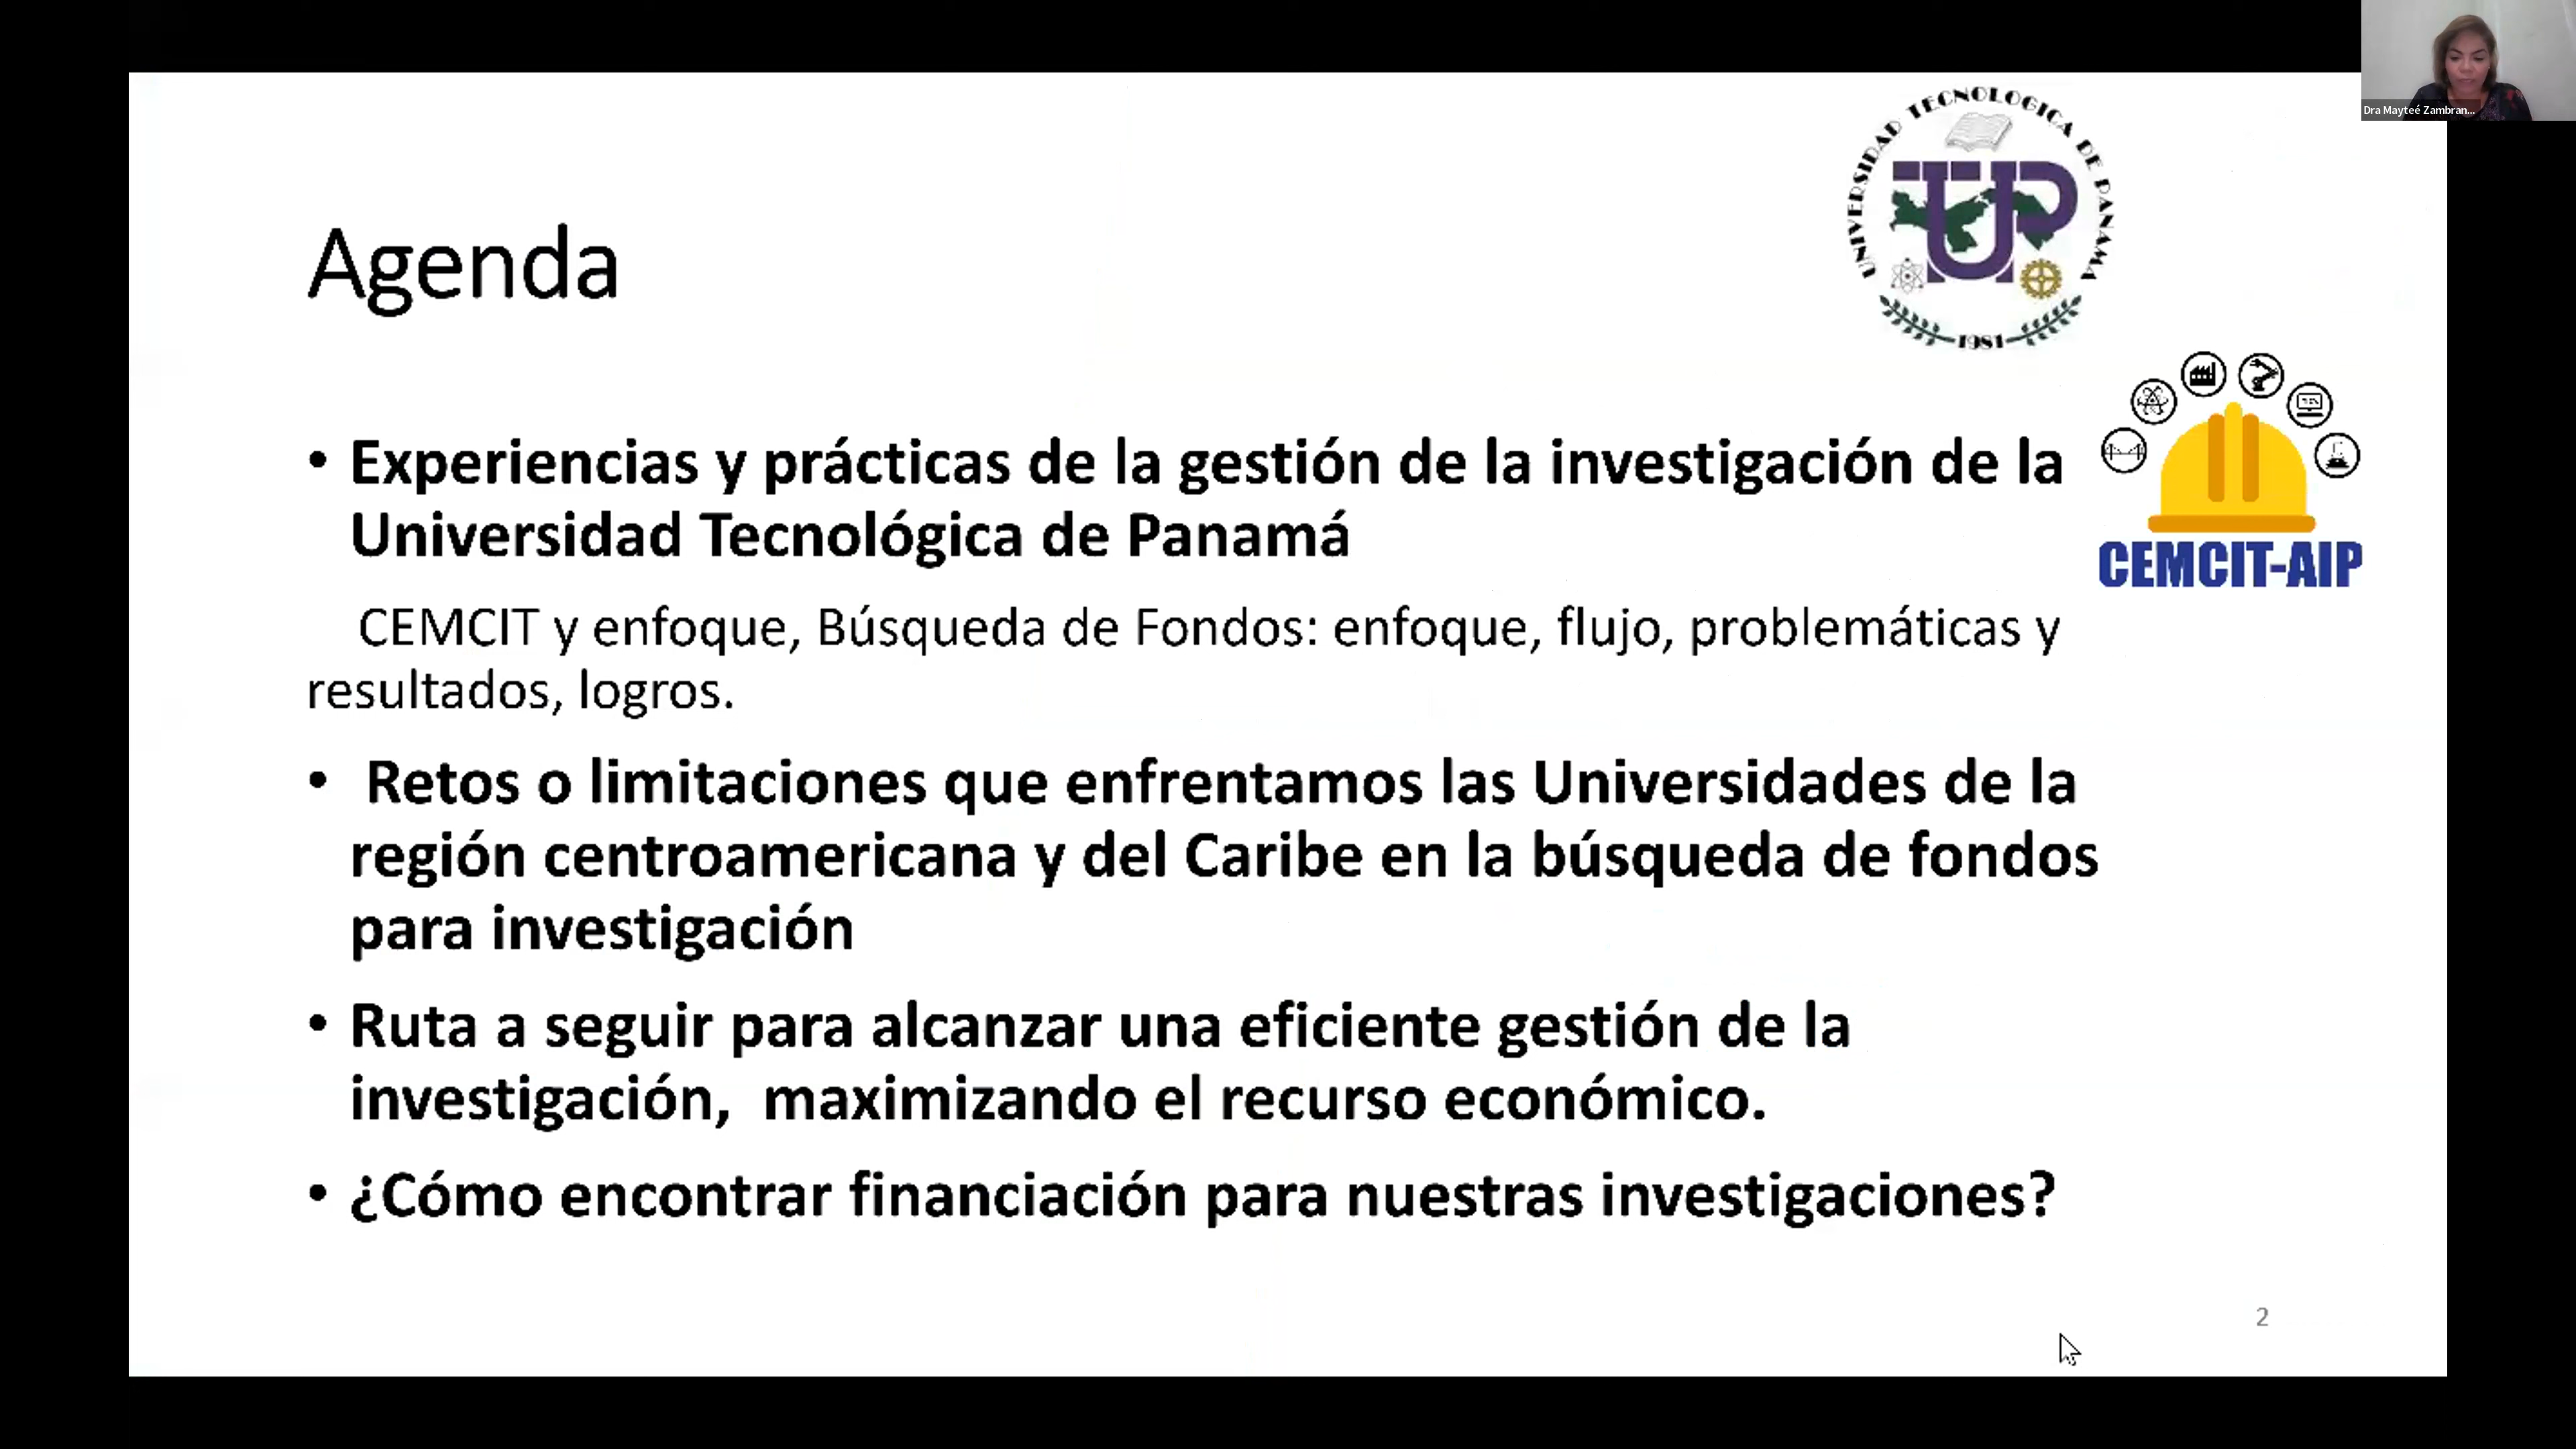 Dra Mayteé Zambran...
UNIVERSIDAD TECNOLOGICA DE PANAMA
UTP
1981
Agenda
CEMCIT-AIP
• Experiencias y prácticas de la gestión de la investigación de la
Universidad Tecnológica de Panamá
CEMCIT y enfoque, Búsqueda de Fondos: enfoque, flujo, problemáticas y
resultados, logros.
• Retos o limitaciones que enfrentamos las Universidades de la
región centroamericana y del Caribe en la búsqueda de fondos
para investigación
• Ruta a seguir para alcanzar una eficiente gestión de la
investigación, maximizando el recurso económico.
• ¿Cómo encontrar financiación para nuestras investigaciones?
2